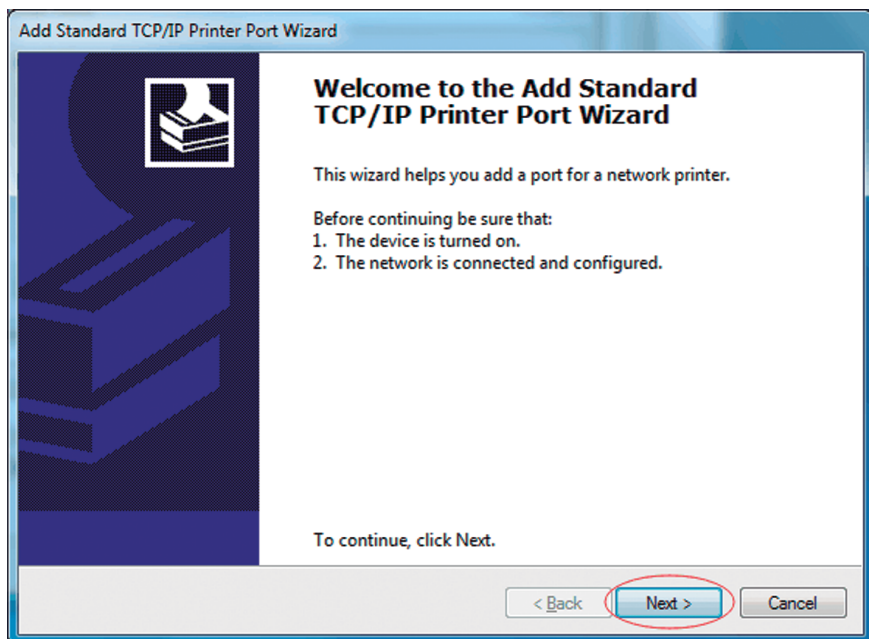 Add Standard TCP/IP Printer Port Wizard
Welcome to the Add Standard
TCP/IP Printer Port Wizard
This wizard helps you add a port for a network printer.
Before continuing be sure that:
1. The device is turned on.
2. The network is connected and configured.
To continue, click Next.
< Back
Next >
Cancel